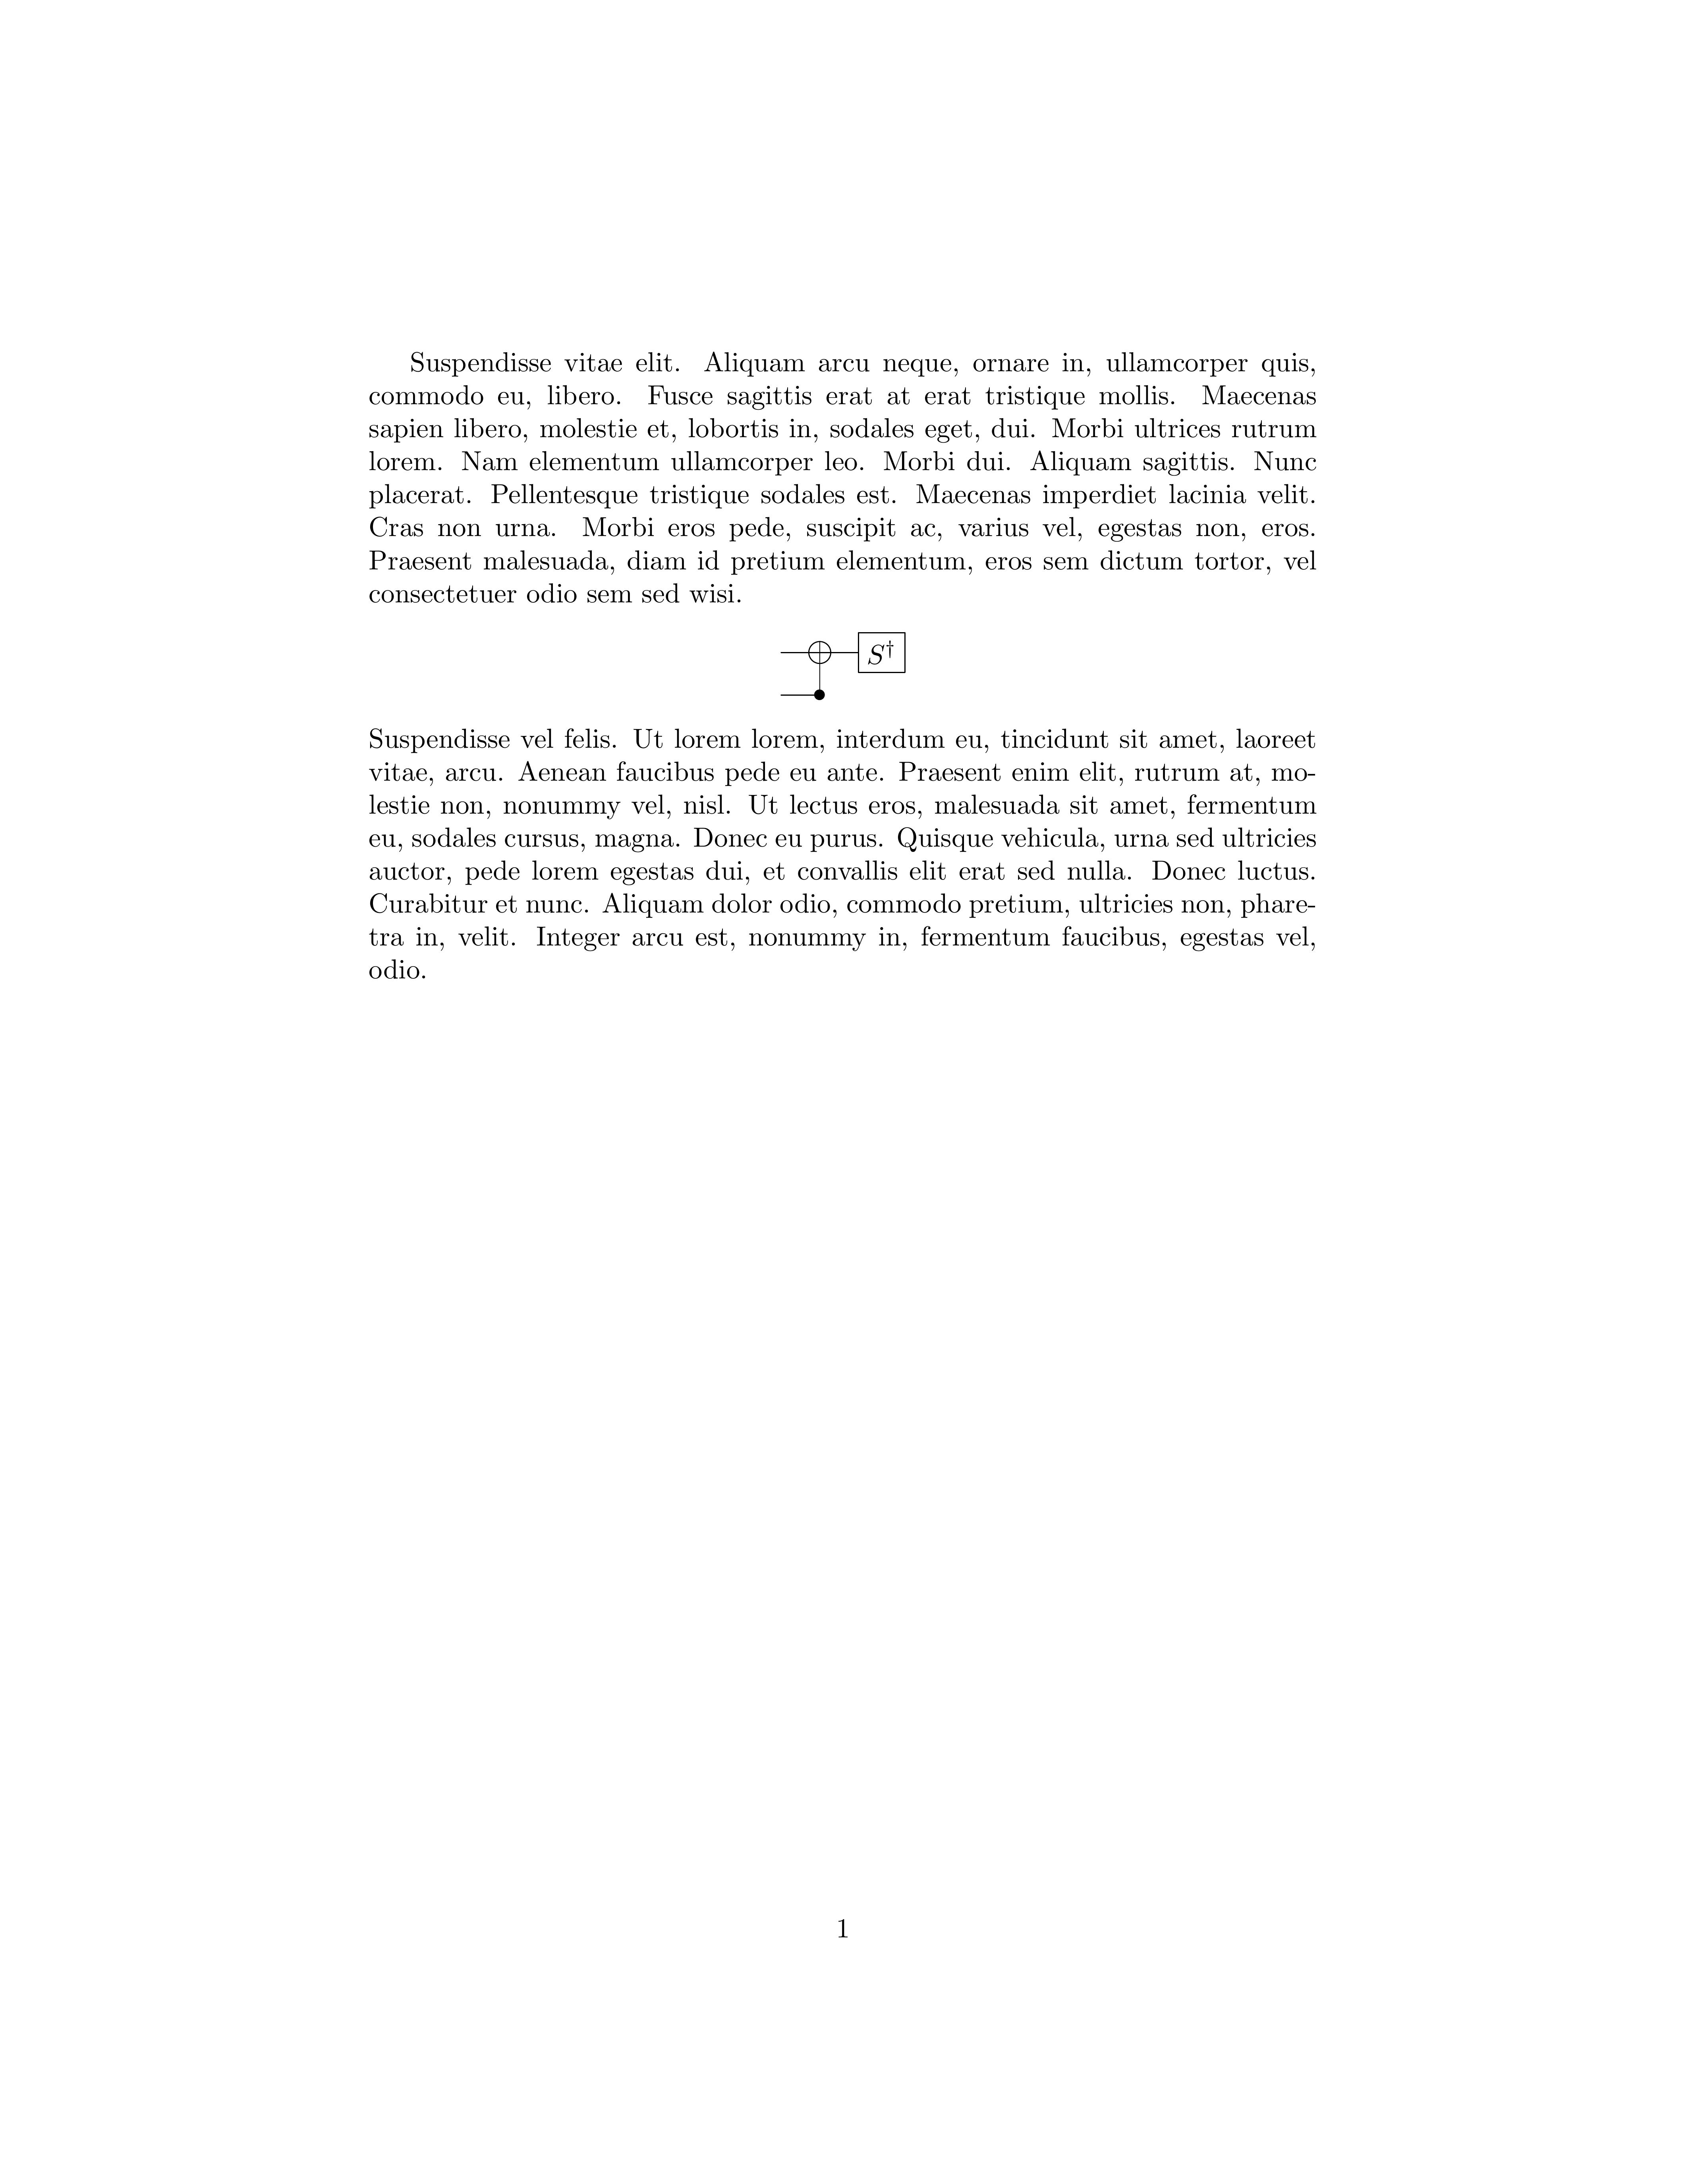 Suspendisse vitae elit. Aliquam arcu neque, ornare in, ullamcorper quis,
commodo eu, libero. Fusce sagittis erat at erat tristique mollis. Maecenas
sapien libero, molestie et, lobortis in, sodales eget, dui. Morbi ultrices rutrum
lorem. Nam elementum ullamcorper leo. Morbi dui. Aliquam sagittis. Nunc
placerat. Pellentesque tristique sodales est. Maecenas imperdiet lacinia velit.
Cras non urna. Morbi eros pede, suscipit ac, varius vel, egestas non, eros.
Praesent malesuada, diam id pretium elementum, eros sem dictum tortor, vel
consectetuer odio sem sed wisi.
S†
Suspendisse vel felis. Ut lorem lorem, interdum eu, tincidunt sit amet, laoreet
vitae, arcu. Aenean faucibus pede eu ante. Praesent enim elit, rutrum at, mo-
lestie non, nonummy vel, nisl. Ut lectus eros, malesuada sit amet, fermentum
eu, sodales cursus, magna. Donec eu purus. Quisque vehicula, urna sed ultricies
auctor, pede lorem egestas dui, et convallis elit erat sed nulla. Donec luctus.
Curabitur et nunc. Aliquam dolor odio, commodo pretium, ultricies non, phare-
tra in, velit. Integer arcu est, nonummy in, fermentum faucibus, egestas vel,
odio.
1